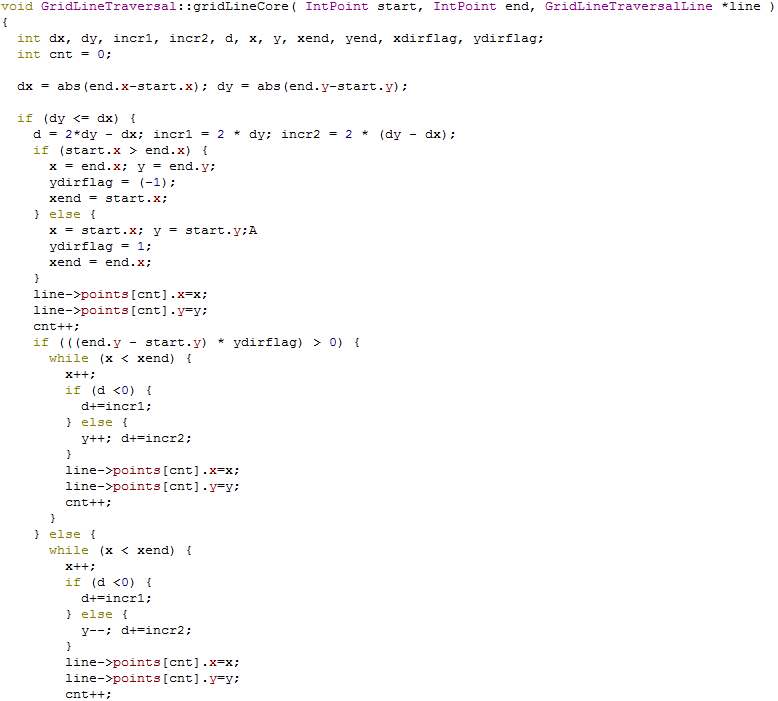 void GridLineTraversal::gridLineCore( IntPoint start, IntPoint end, GridLineTraversalLine *line )
{
  int dx, dy, incr1, incr2, d, x, y, xend, yend, xdirflag, ydirflag;
  int cnt = 0;

  dx = abs(end.x-start.x); dy = abs(end.y-start.y);

  if (dy <= dx) {
    d = 2*dy - dx; incr1 = 2 * dy; incr2 = 2 * (dy - dx);
    if (start.x > end.x) {
      x = end.x; y = end.y;
      ydirflag = (-1);
      xend = start.x;
    } else {
      x = start.x; y = start.y;A
      ydirflag = 1;
      xend = end.x;
    }
    line->points[cnt].x=x;
    line->points[cnt].y=y;
    cnt++;
    if (((end.y - start.y) * ydirflag) > 0) {
      while (x < xend) {
        x++;
        if (d <0) {
          d+=incr1;
        } else {
          y++; d+=incr2;
        }
        line->points[cnt].x=x;
        line->points[cnt].y=y;
        cnt++;
      }
    } else {
      while (x < xend) {
        x++;
        if (d <0) {
          d+=incr1;
        } else {
          y--; d+=incr2;
        }
        line->points[cnt].x=x;
        line->points[cnt].y=y;
        cnt++;